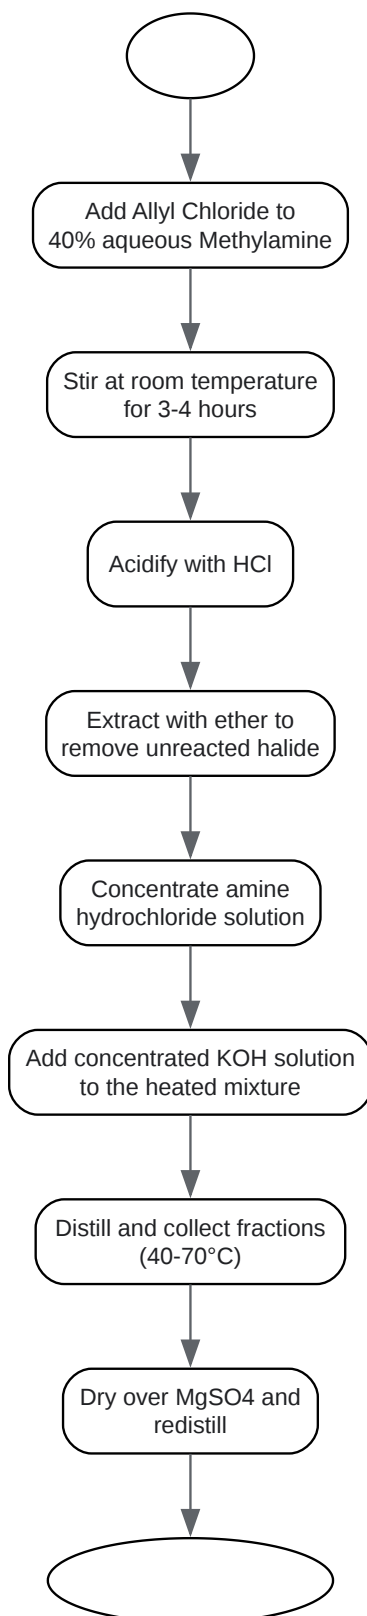 Add Allyl Chloride to
40% aqueous Methylamine
Stir at room temperature
for 3-4 hours
Acidify with HCl
Extract with ether to
remove unreacted halide
Concentrate amine
hydrochloride solution
Add concentrated KOH solution
to the heated mixture
Distill and collect fractions
(40-70°C)
Dry over MgSO4 and
redistill